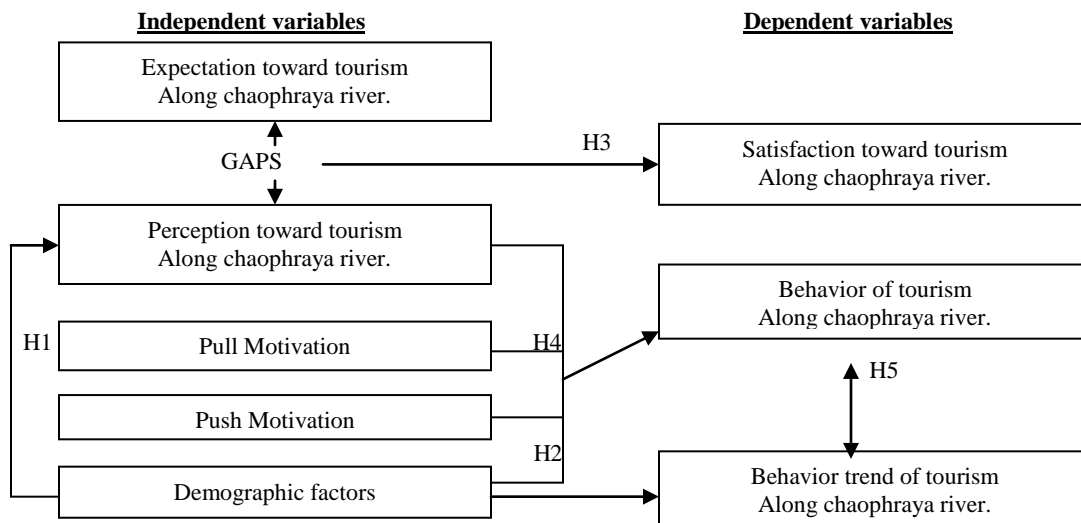 Independent variables
Dependent variables
Expectation toward tourism
Along chaophraya river.
GAPS
H3
Satisfaction toward tourism
Along chaophraya river.
Perception toward tourism
Along chaophraya river.
Behavior of tourism
Along chaophraya river.
H1
Pull Motivation
H4
H5
Push Motivation
H2
Demographic factors
Behavior trend of tourism
Along chaophraya river.